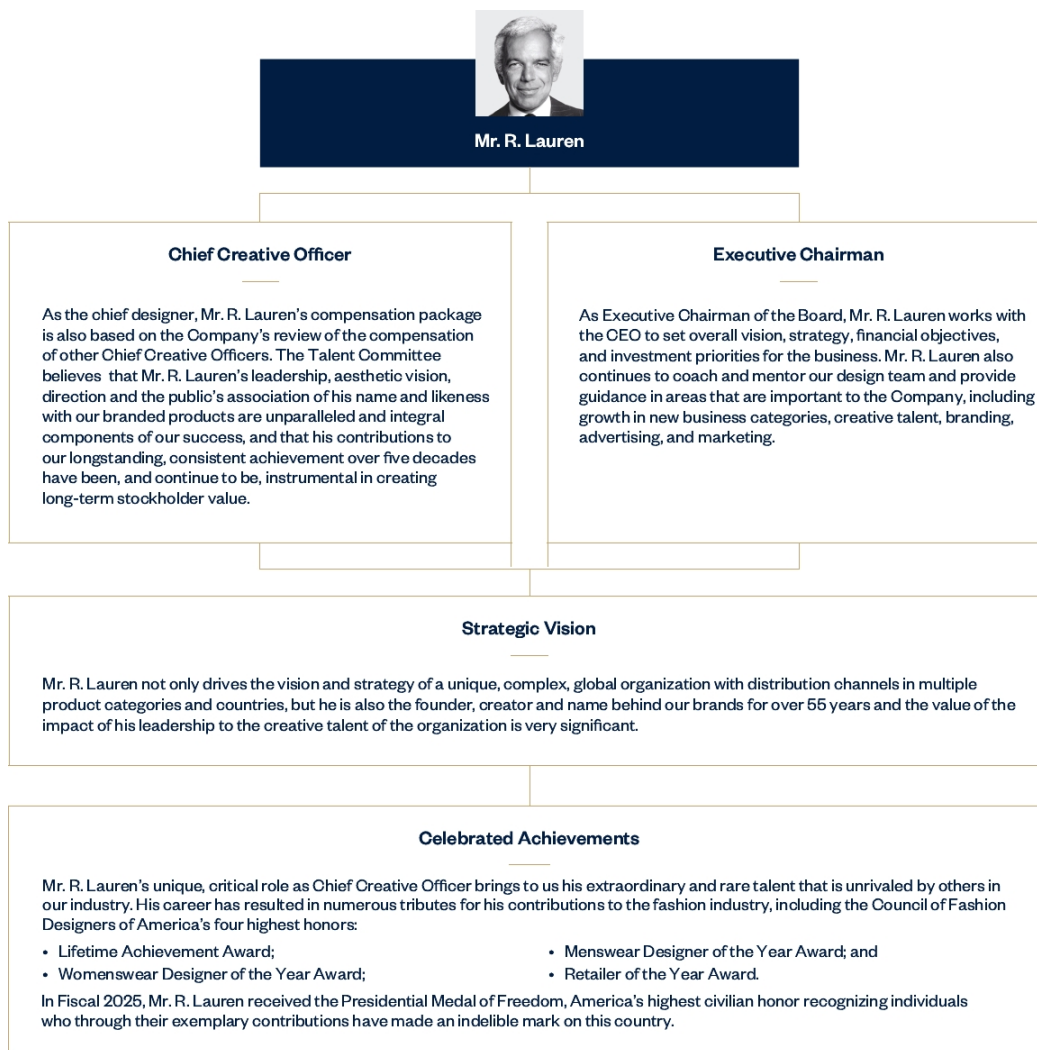 Mr. R. Lauren
Chief Creative Officer
As the chief designer, Mr. R. Lauren's compensation package
is also based on the Company's review of the compensation
of other Chief Creative Officers. The Talent Committee
believes that Mr. R. Lauren's leadership, aesthetic vision,
direction and the public's association of his name and likeness
with our branded products are unparalleled and integral
components of our success, and that his contributions to
our longstanding, consistent achievement over five decades
have been, and continue to be, instrumental in creating
long-term stockholder value.
Executive Chairman
As Executive Chairman of the Board, Mr. R. Lauren works with
the CEO to set overall vision, strategy, financial objectives,
and investment priorities for the business. Mr. R. Lauren also
continues to coach and mentor our design team and provide
guidance in areas that are important to the Company, including
growth in new business categories, creative talent, branding,
advertising, and marketing.
Strategic Vision
Mr. R. Lauren not only drives the vision and strategy of a unique, complex, global organization with distribution channels in multiple
product categories and countries, but he is also the founder, creator and name behind our brands for over 55 years and the value of the
impact of his leadership to the creative talent of the organization is very significant.
Celebrated Achievements
Mr. R. Lauren's unique, critical role as Chief Creative Officer brings to us his extraordinary and rare talent that is unrivaled by others in
our industry. His career has resulted in numerous tributes for his contributions to the fashion industry, including the Council of Fashion
Designers of America's four highest honors:
• Lifetime Achievement Award;
• Womenswear Designer of the Year Award;
• Menswear Designer of the Year Award; and
• Retailer of the Year Award.
In Fiscal 2025, Mr. R. Lauren received the Presidential Medal of Freedom, America's highest civilian honor recognizing individuals
who through their exemplary contributions have made an indelible mark on this country.